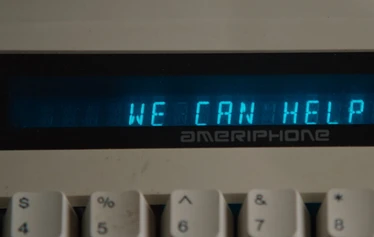 WE CAN HELP
AMERIPHONE
$ % ^ & *
4 5 6 7 8